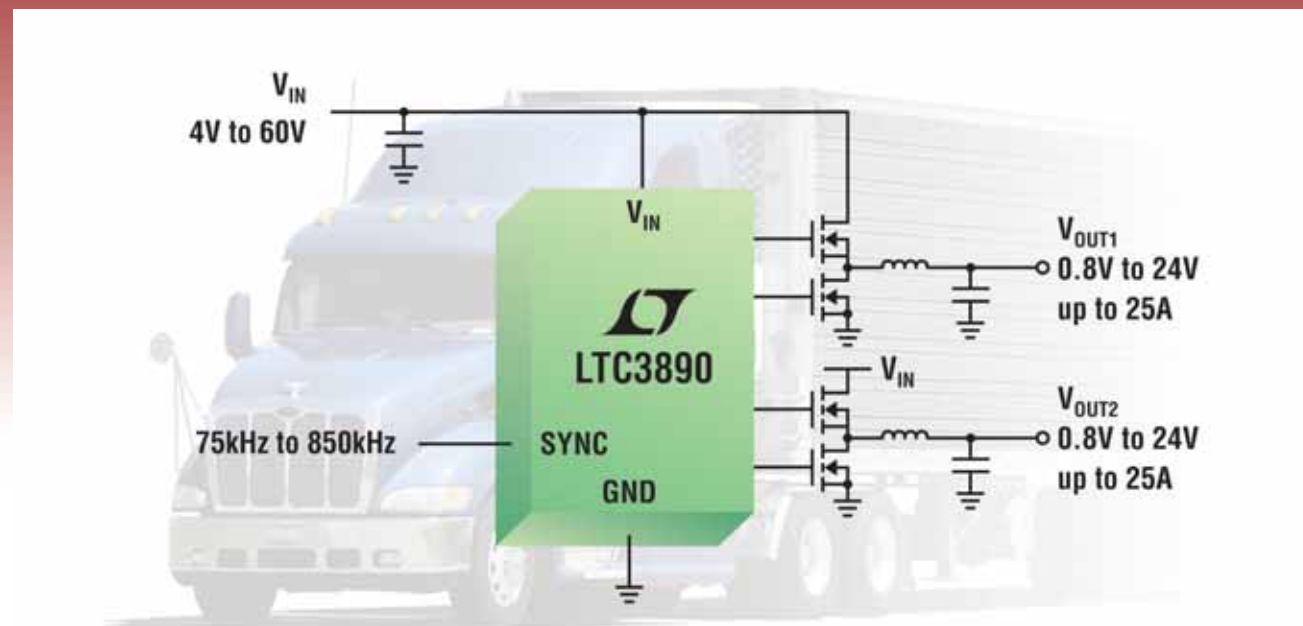 V_IN
4V to 60V
V_IN
LTC3890
75kHz to 850kHz
SYNC
GND
V_OUT1
0.8V to 24V
up to 25A
V_IN
V_OUT2
0.8V to 24V
up to 25A